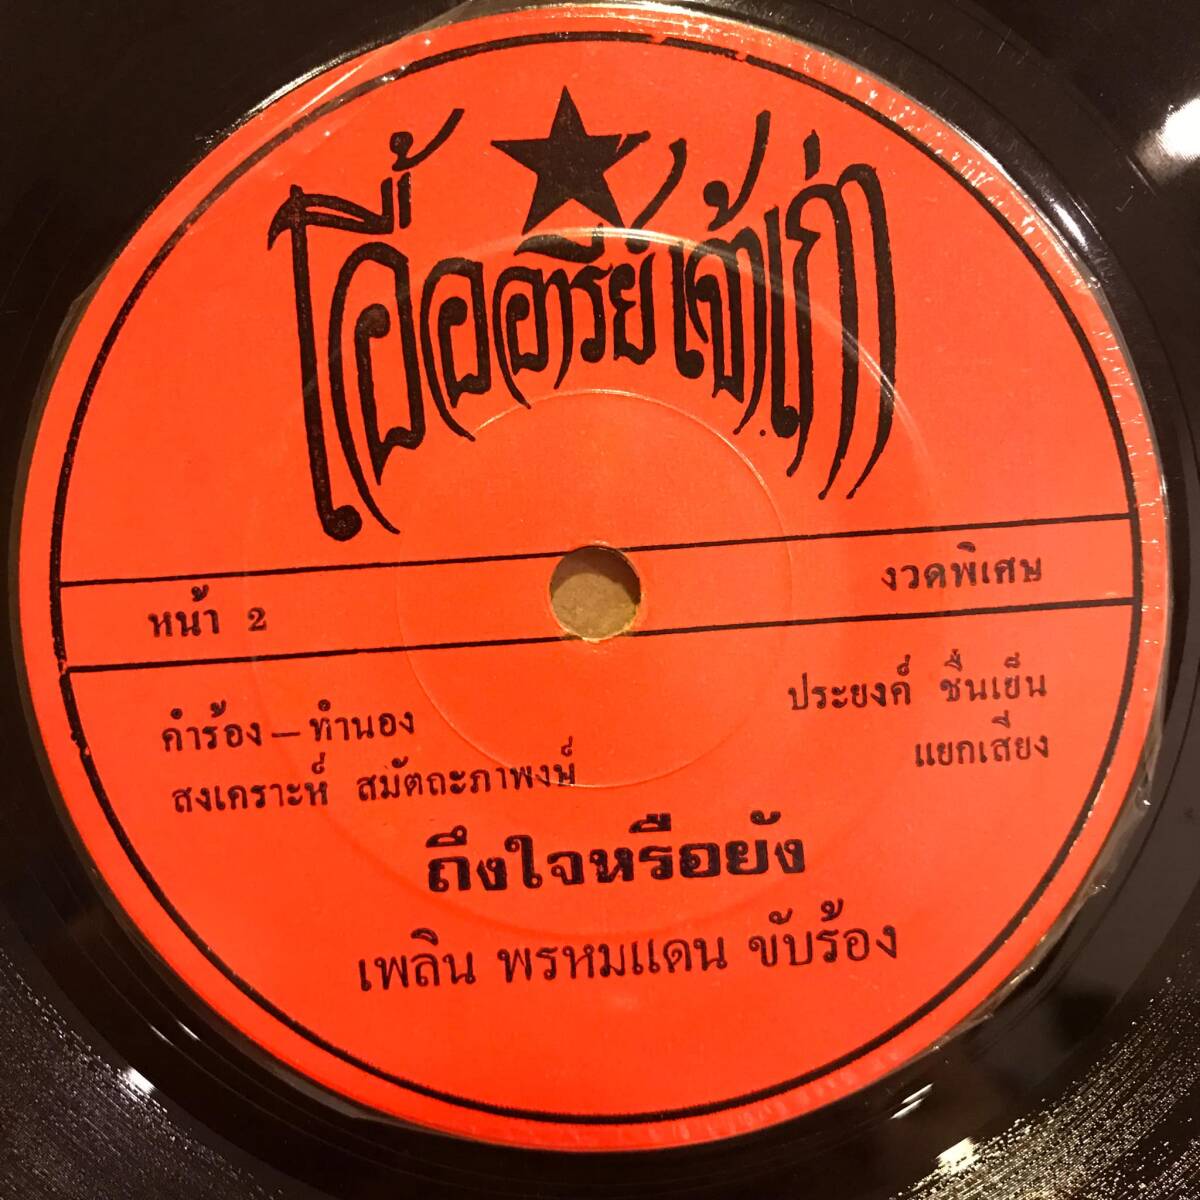 โอื้ออออารีย์เจ้าเก่า
หน้า 2
งวดพิเศษ
คำร้อง – ทำนอง
สงเคราะห์ สมัตถะภาพงษ์
ประยงค์ ชื่นเย็น
แยกเสียง
ถึงใจหรือยัง
เพลิน พรหมแดน ขับร้อง